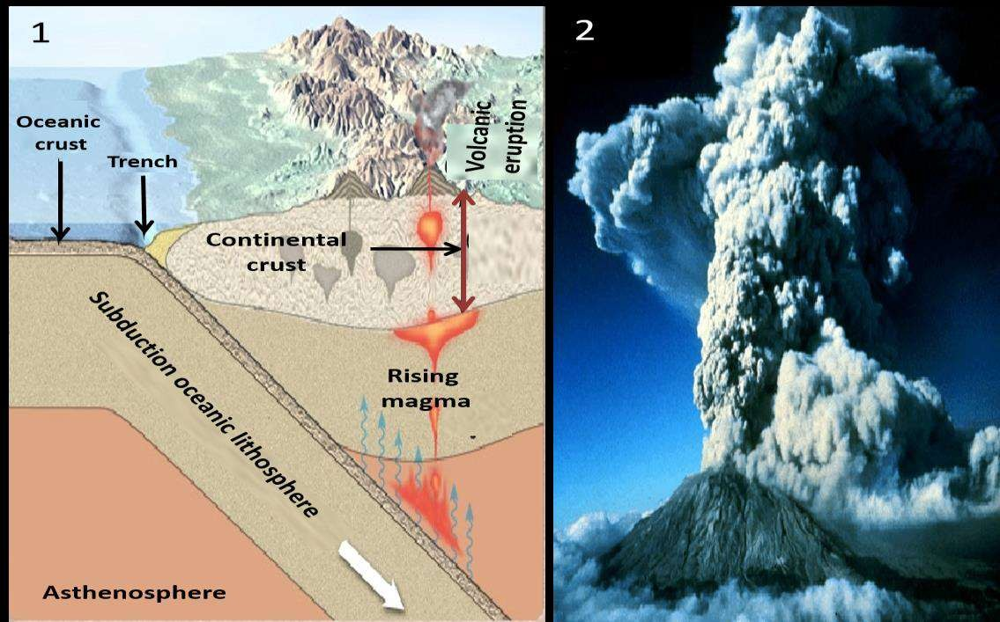 1
Oceanic
crust
Trench
Volcanic
eruption
Continental
crust
Subduction oceanic lithosphere
Rising
magma
Asthenosphere
2